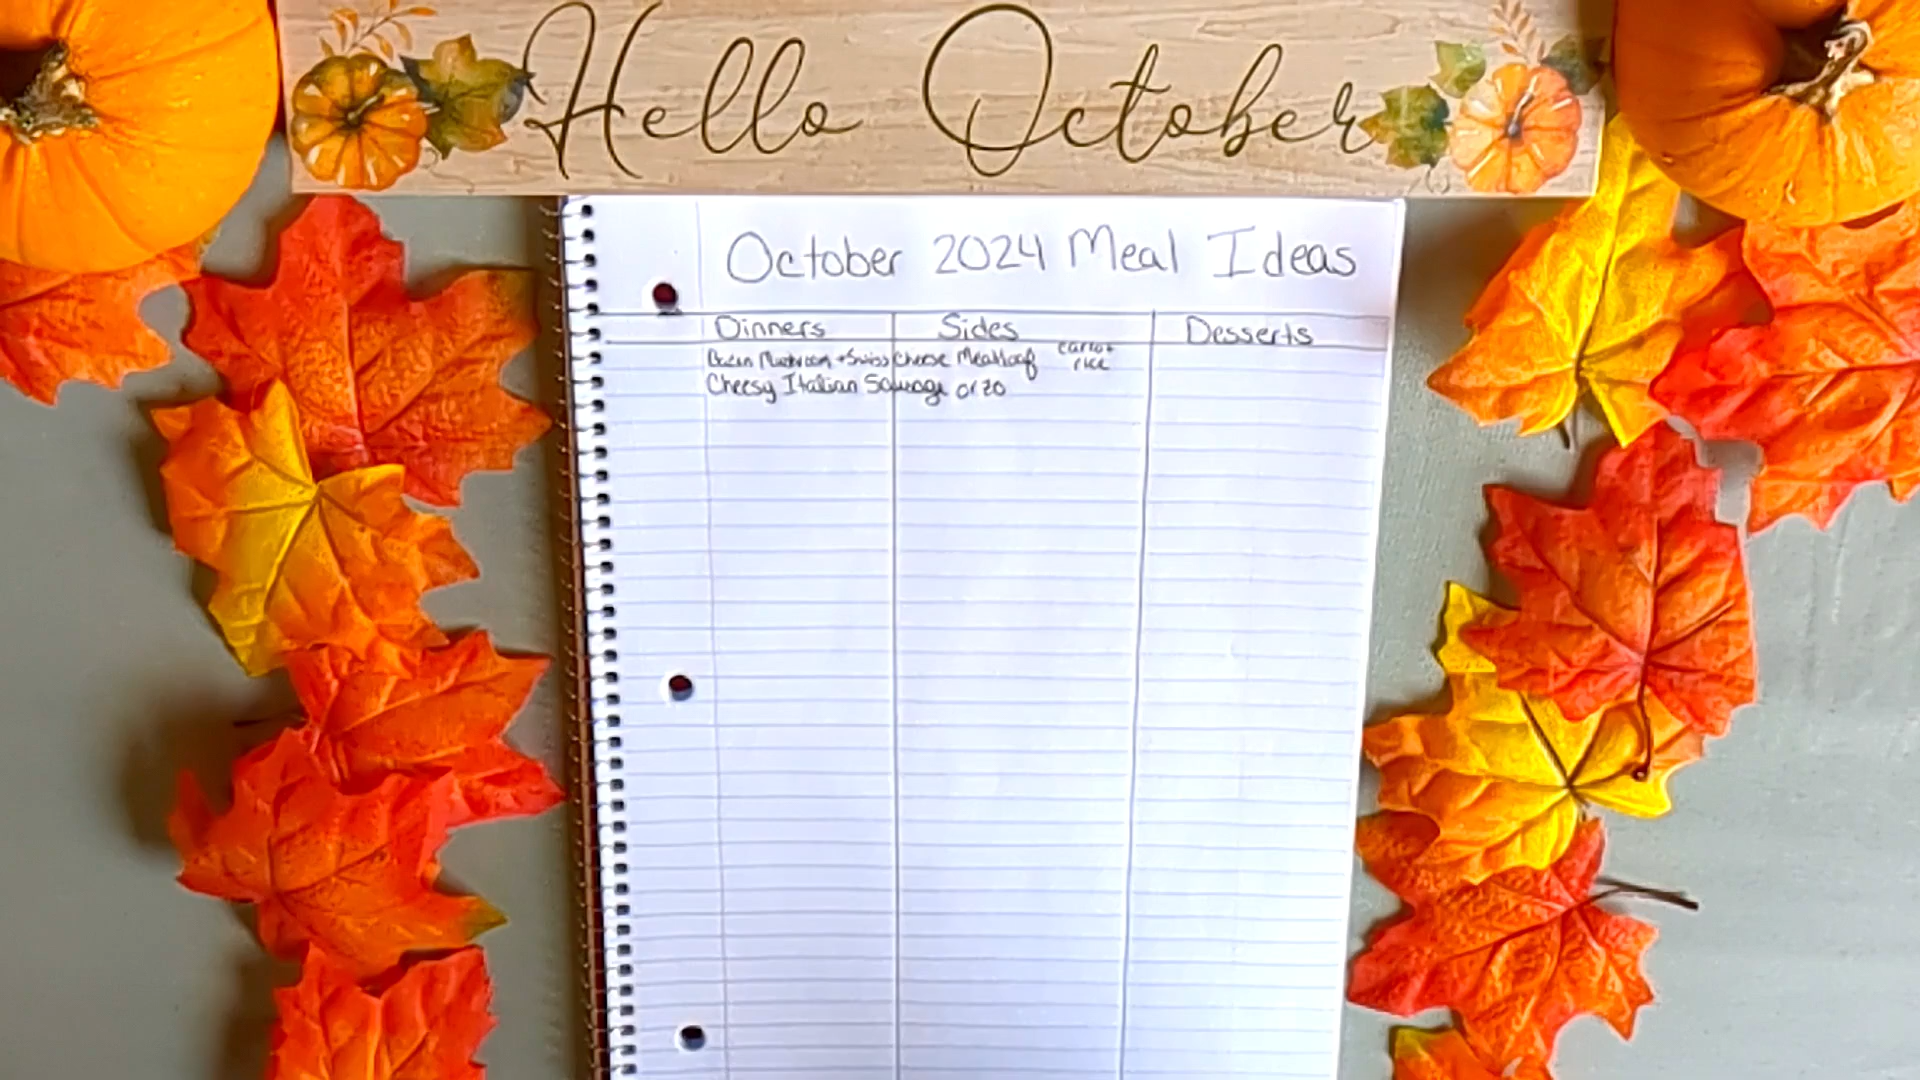 Hello October
October 2024 Meal Ideas
Dinners Sides Desserts
Bacon Mushroom + Swiss Cheese Meatloaf carrot rice
Cheesy Italian Sausage orzo